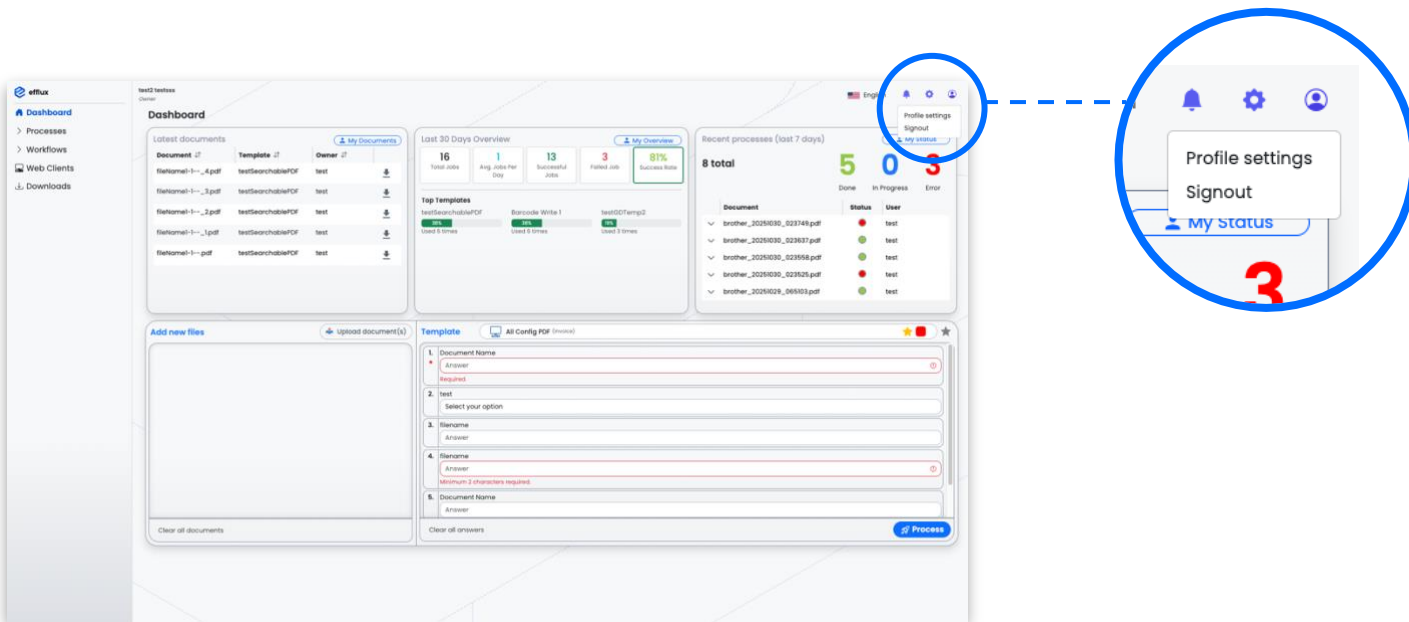 efflux
Dashboard
Processes
Workflows
Web Clients
Downloads
test2 testsss
Owner
Dashboard
Profile settings
Signout
Latest documents
My Documents
Document
Template
Owner
fileName1-1--_4.pdf
testSearchablePDF
test
fileName1-1--_3.pdf
testSearchablePDF
test
fileName1-1--_2.pdf
testSearchablePDF
test
fileName1-1--_1.pdf
testSearchablePDF
test
fileName1-1--.pdf
testSearchablePDF
test
Last 30 Days Overview
My Overview
16
Total Jobs
1
Avg. Jobs Per
Day
13
Successful
Jobs
3
Failed Job
81%
Success Rate
Top Templates
testSearchablePDF
Used 6 times
Barcode Write 1
Used 6 times
19%
Used 3 times
Recent processes (last 7 days)
My Status
8 total
5
Done
0
In Progress
3
Error
Document
Status
User
brother_20251030_023749.pdf
test
brother_20251030_023637.pdf
test
brother_20251030_023558.pdf
test
brother_20251030_023525.pdf
test
brother_20251029_065103.pdf
test
Add new files
Upload document(s)
Clear all documents
Template
All Config PDF (Invoice)
1. Document Name
*
Answer
Required
2. test
Select your option
3. filename
Answer
4. filename
Answer
Minimum 2 characters required.
5. Document Name
Answer
Clear all answers
Process
Profile settings
Signout
My Status
3